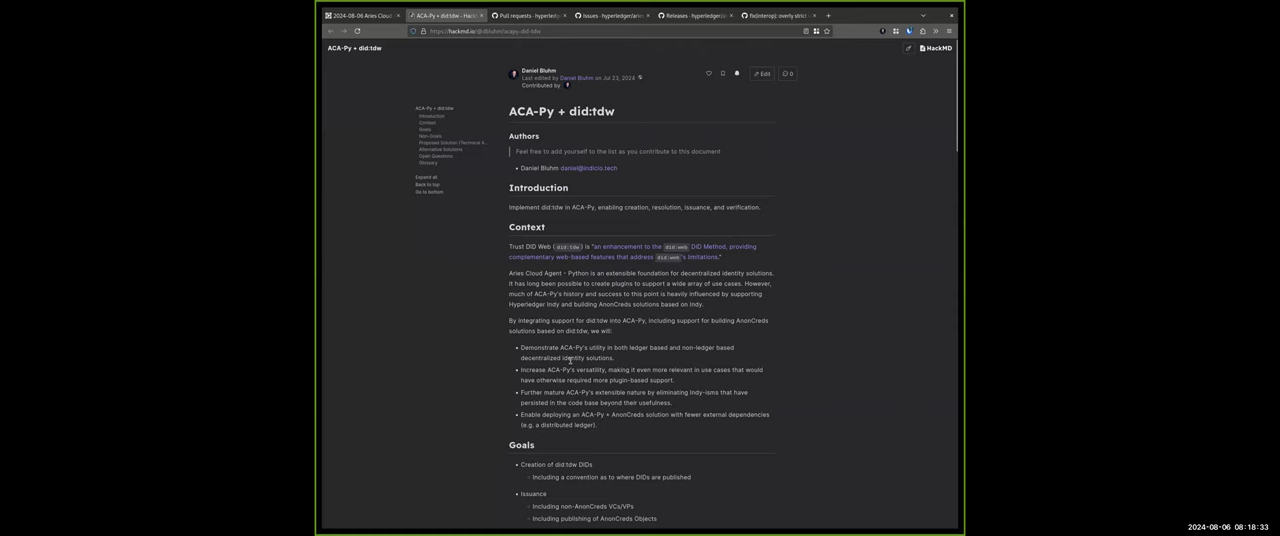 2024-08-06 Aries Cloud
ACA-Py + did:tdw - Hack
Pull requests · hyperledg
Issues · hyperledger/aries
Releases · hyperledger/
fix(interop): overly strict
https://hackmd.io/@dbluhm/acapy-did-tdw
ACA-Py + did:tdw
HackMD
Daniel Bluhm
Last edited by Daniel Bluhm on Jul 23, 2024
Contributed by
Edit
0
ACA-Py + did:tdw
Introduction
Context
Goals
Non-Goals
Proposed Solution (Technical A...
Alternative Solutions
Open Questions
Glossary
Expand all
Back to top
Go to bottom
ACA-Py + did:tdw
Authors
Feel free to add yourself to the list as you contribute to this document
• Daniel Bluhm daniel@indicio.tech
Introduction
Implement did:tdw in ACA-Py, enabling creation, resolution, issuance, and verification.
Context
Trust DID Web ( did:tdw ) is "an enhancement to the did:web DID Method, providing
complementary web-based features that address did:web 's limitations."
Aries Cloud Agent - Python is an extensible foundation for decentralized identity solutions.
It has long been possible to create plugins to support a wide array of use cases. However,
much of ACA-Py's history and success to this point is heavily influenced by supporting
Hyperledger Indy and building AnonCreds solutions based on Indy.
By integrating support for did:tdw into ACA-Py, including support for building AnonCreds
solutions based on did:tdw, we will:
• Demonstrate ACA-Py's utility in both ledger based and non-ledger based
decentralized identity solutions.
• Increase ACA-Py's versatility, making it even more relevant in use cases that would
have otherwise required more plugin-based support.
• Further mature ACA-Py's extensible nature by eliminating Indy-isms that have
persisted in the code base beyond their usefulness.
• Enable deploying an ACA-Py + AnonCreds solution with fewer external dependencies
(e.g. a distributed ledger).
Goals
• Creation of did:tdw DIDs
◦ Including a convention as to where DIDs are published
• Issuance
◦ Including non-AnonCreds VCs/VPs
◦ Including publishing of AnonCreds Objects
2024-08-06 08:18:33